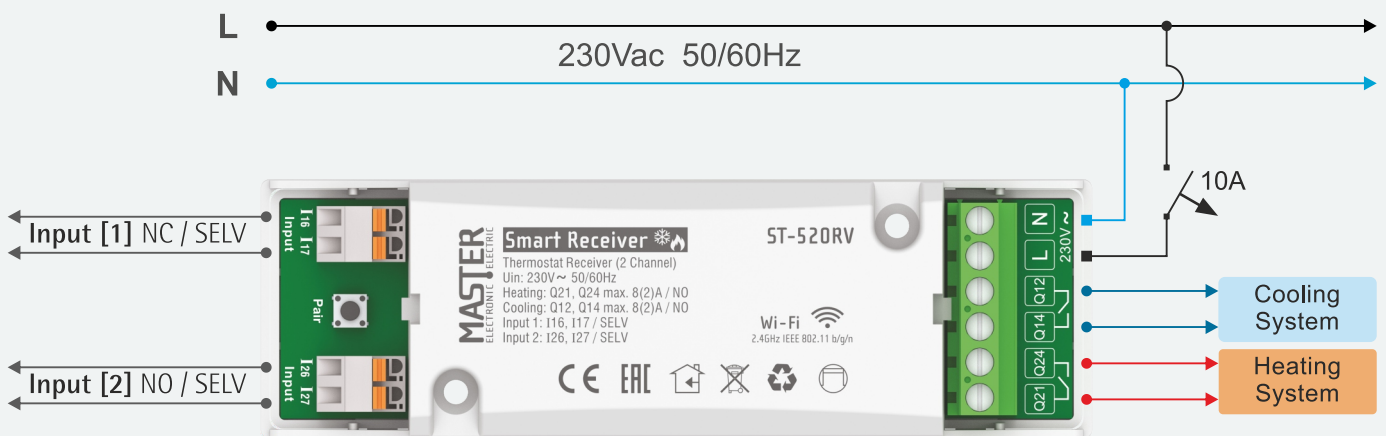 L
230Vac 50/60Hz
N
10A
Input [1] NC / SELV
I16 I17
Input
Pair
Input [2] NO / SELV
I26 I27
Input
MASTER
ELECTRONIC ELECTRIC
Smart Receiver
ST-520RV
Thermostat Receiver (2 Channel)
Uin: 230V~ 50/60Hz
Heating: Q21, Q24 max. 8(2)A / NO
Cooling: Q12, Q14 max. 8(2)A / NO
Input 1: I16, I17 / SELV
Input 2: I26, I27 / SELV
Wi-Fi
2.4GHz IEEE 802.11 b/g/n
CE EAC
N
L
230V~
Q12
Q14
Q24
Q21
Cooling
System
Heating
System